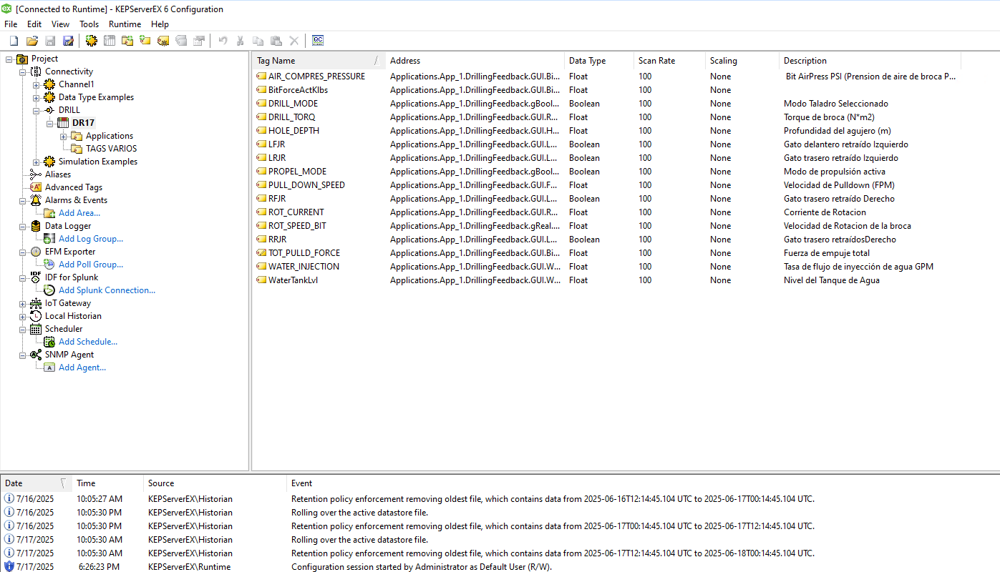 [Connected to Runtime] - KEPServerEX 6 Configuration
File Edit View Tools Runtime Help
Project
Connectivity
Channel1
Data Type Examples
DRILL
DR17
Applications
TAGS VARIOS
Simulation Examples
Aliases
Advanced Tags
Alarms & Events
Add Area...
Data Logger
Add Log Group...
EFM Exporter
Add Poll Group...
IDF for Splunk
Add Splunk Connection...
IoT Gateway
Local Historian
Scheduler
Add Schedule...
SNMP Agent
Add Agent...
Tag Name Address Data Type Scan Rate Scaling Description
AIR_COMPRES_PRESSURE Applications.App_1.DrillingFeedback.GUI.Bi... Float 100 None Bit AirPress PSI (Prension de aire de broca P...
BitForceActKlbs Applications.App_1.DrillingFeedback.GUI.Bi... Float 100 None
DRILL_MODE Applications.App_1.DrillingFeedback.gBool... Boolean 100 None Modo Taladro Seleccionado
DRILL_TORQ Applications.App_1.DrillingFeedback.GUI.R... Float 100 None Torque de broca (N*m2)
HOLE_DEPTH Applications.App_1.DrillingFeedback.GUI.H... Float 100 None Profundidad del agujero (m)
LFJR Applications.App_1.DrillingFeedback.GUI.L... Boolean 100 None Gato delantero retraído Izquierdo
LRJR Applications.App_1.DrillingFeedback.GUI.L... Boolean 100 None Gato trasero retraído Izquierdo
PROPEL_MODE Applications.App_1.DrillingFeedback.gBool... Boolean 100 None Modo de propulsión activa
PULL_DOWN_SPEED Applications.App_1.DrillingFeedback.GUI.F... Float 100 None Velocidad de Pulldown (FPM)
RFJR Applications.App_1.DrillingFeedback.GUI.L... Boolean 100 None Gato trasero retraído Derecho
ROT_CURRENT Applications.App_1.DrillingFeedback.GUI.R... Float 100 None Corriente de Rotacion
ROT_SPEED_BIT Applications.App_1.DrillingFeedback.gReal.... Float 100 None Velocidad de Rotacion de la broca
RRJR Applications.App_1.DrillingFeedback.GUI.L... Boolean 100 None Gato trasero retraídosDerecho
TOT_PULLD_FORCE Applications.App_1.DrillingFeedback.GUI.Bi... Float 100 None Fuerza de empuje total
WATER_INJECTION Applications.App_1.DrillingFeedback.GUI.W... Float 100 None Tasa de flujo de inyección de agua GPM
WaterTankLvl Applications.App_1.DrillingFeedback.GUI.W... Float 100 None Nivel del Tanque de Agua
Date Time Source Event
7/16/2025 10:05:27 AM KEPServerEX\Historian Retention policy enforcement removing oldest file, which contains data from 2025-06-16T12:14:45.104 UTC to 2025-06-17T00:14:45.104 UTC.
7/16/2025 10:05:30 PM KEPServerEX\Historian Rolling over the active datastore file.
7/16/2025 10:05:30 PM KEPServerEX\Historian Retention policy enforcement removing oldest file, which contains data from 2025-06-17T00:14:45.104 UTC to 2025-06-17T12:14:45.104 UTC.
7/17/2025 10:05:30 AM KEPServerEX\Historian Rolling over the active datastore file.
7/17/2025 10:05:30 AM KEPServerEX\Historian Retention policy enforcement removing oldest file, which contains data from 2025-06-17T12:14:45.104 UTC to 2025-06-18T00:14:45.104 UTC.
7/17/2025 6:26:23 PM KEPServerEX\Runtime Configuration session started by Administrator as Default User (R/W).